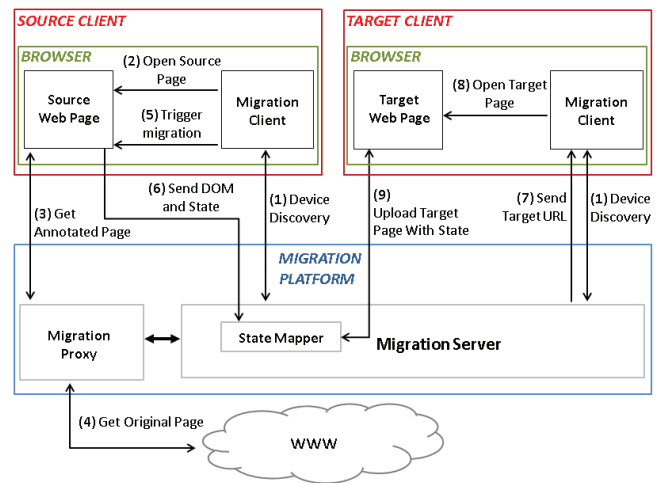 SOURCE CLIENT
BROWSER
Source
Web Page
(2) Open Source
Page
(5) Trigger
migration
Migration
Client
TARGET CLIENT
BROWSER
Target
Web Page
(8) Open Target
Page
Migration
Client
(3) Get
Annotated Page
(6) Send DOM
and State
(1) Device
Discovery
(9)
Upload Target
Page With State
(7) Send
Target URL
(1) Device
Discovery
MIGRATION
PLATFORM
Migration
Proxy
State Mapper
Migration Server
(4) Get Original Page
WWW